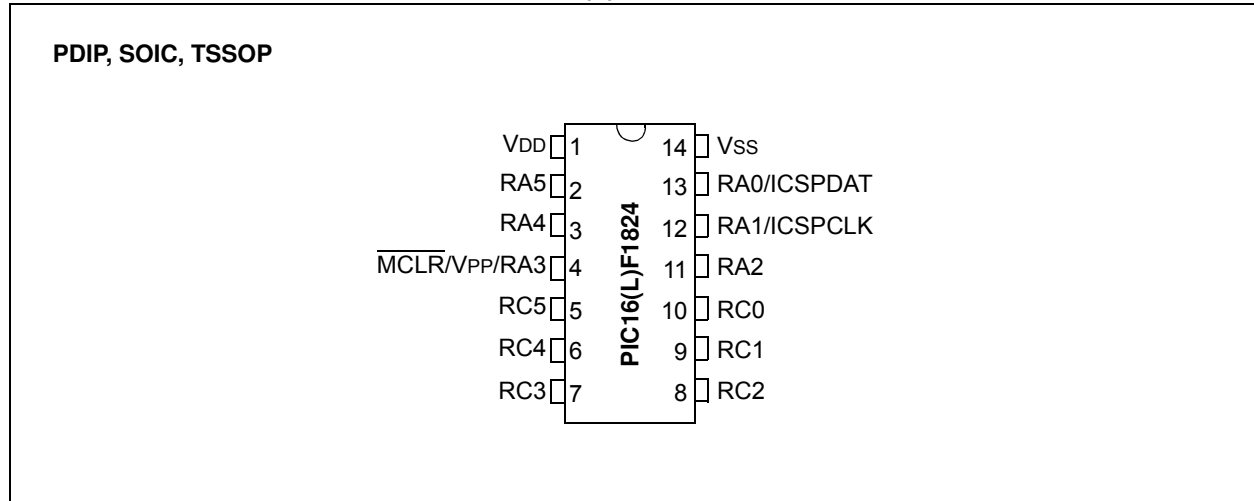 PDIP, SOIC, TSSOP
VDD 1 14 VSS
RA5 2 13 RA0/ICSPDAT
RA4 3 12 RA1/ICSPCLK
MCLR/VPP/RA3 4 11 RA2
RC5 5 10 RC0
RC4 6 9 RC1
RC3 7 8 RC2
PIC16(L)F1824